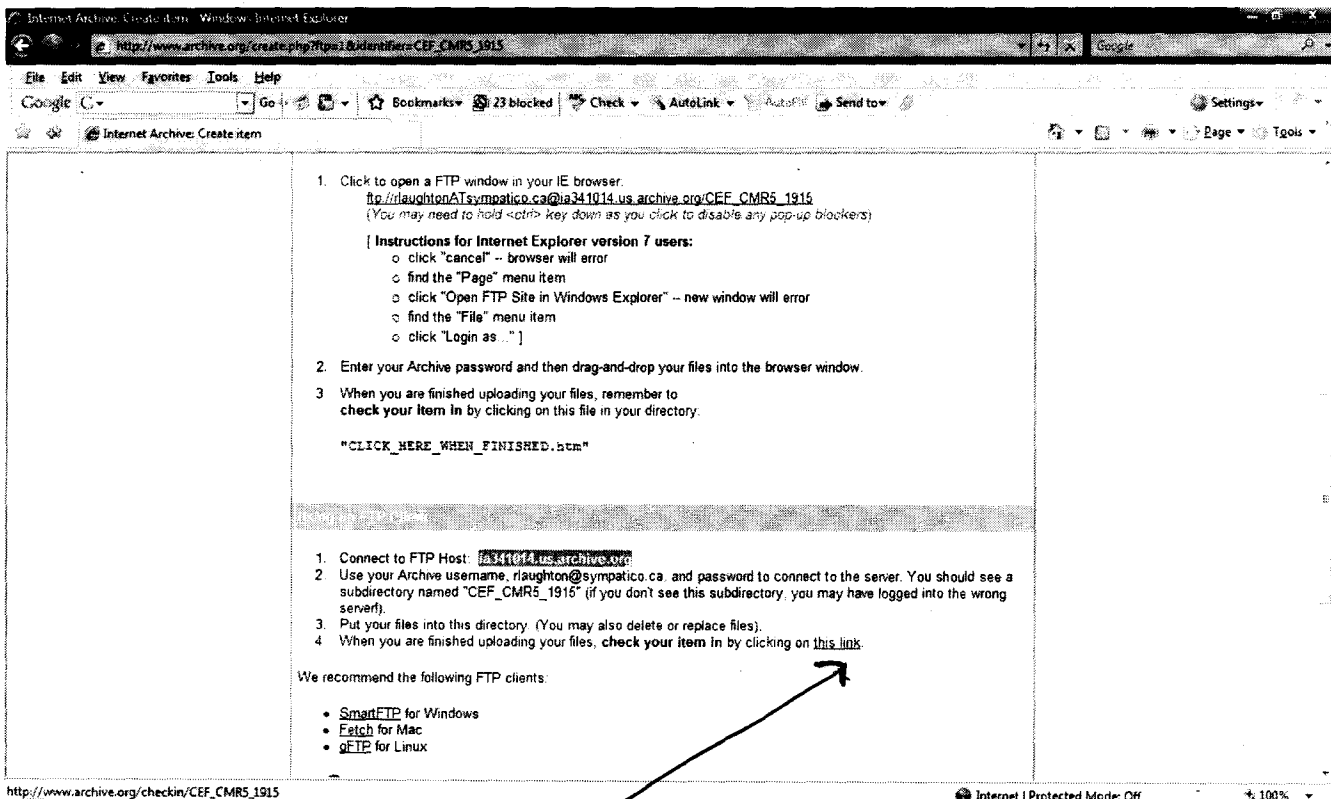 Internet Archive: Create item - Windows Internet Explorer
http://www.archive.org/create.php?ftp=1&identifier=CEF_CMR5_1915
Google
File Edit View Favorites Tools Help
Google G Go Bookmarks 23 blocked Check AutoLink AutoFill Send to Settings
Internet Archive: Create item Page Tools
1. Click to open a FTP window in your IE browser.
ftp://rlaughtonATsympatico.ca@ia341014.us.archive.org/CEF_CMR5_1915
(You may need to hold <ctrl> key down as you click to disable any pop-up blockers)
[ Instructions for Internet Explorer version 7 users:
○ click "cancel" -- browser will error
○ find the "Page" menu item
○ click "Open FTP Site in Windows Explorer" -- new window will error
○ find the "File" menu item
○ click "Login as..." ]
2. Enter your Archive password and then drag-and-drop your files into the browser window.
3 When you are finished uploading your files, remember to
check your item in by clicking on this file in your directory.
"CLICK_HERE_WHEN_FINISHED.htm"
1. Connect to FTP Host: ia341014.us.archive.org
2. Use your Archive username, rlaughton@sympatico.ca, and password to connect to the server. You should see a
subdirectory named "CEF_CMR5_1915" (if you don't see this subdirectory, you may have logged into the wrong
server!).
3. Put your files into this directory. (You may also delete or replace files).
4 When you are finished uploading your files, check your item in by clicking on this link.
We recommend the following FTP clients:
• SmartFTP for Windows
• Fetch for Mac
• gFTP for Linux
http://www.archive.org/checkin/CEF_CMR5_1915
Internet | Protected Mode: Off 100%